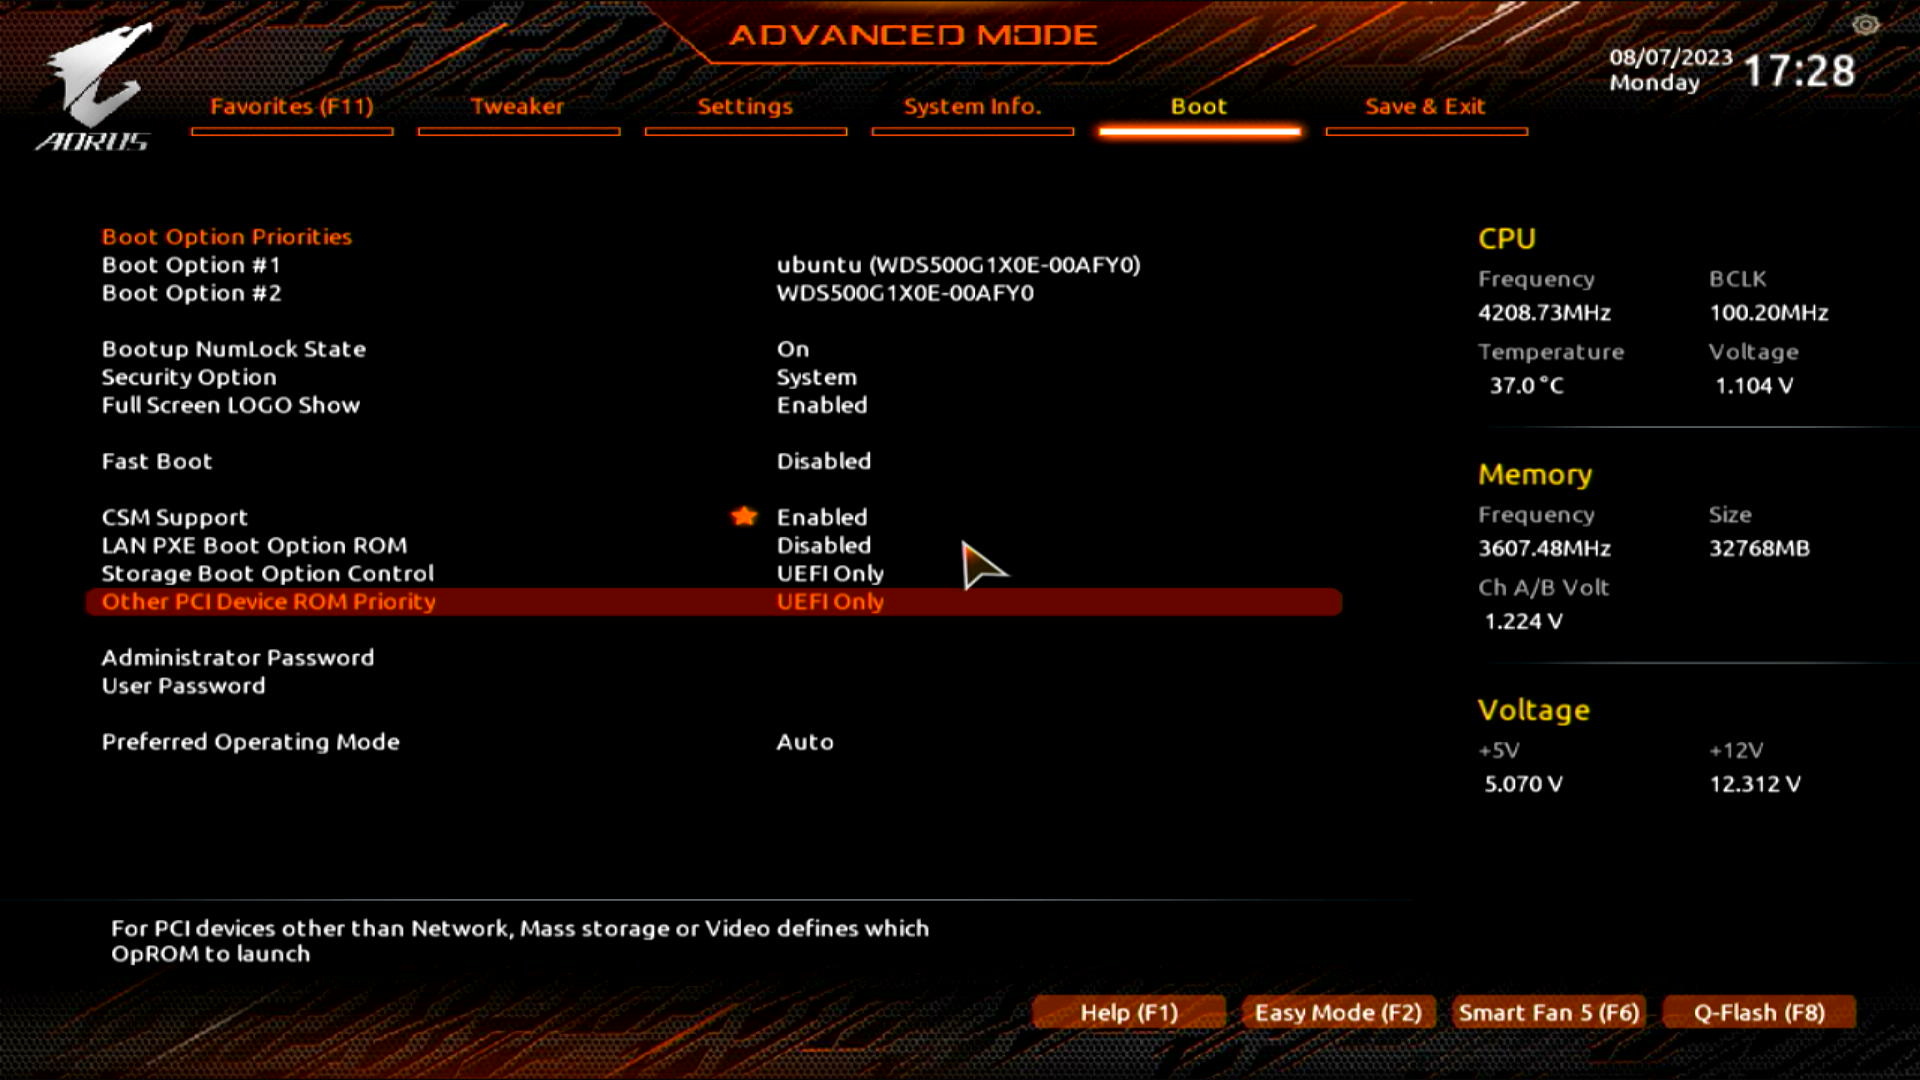 ADVANCED MODE
AORUS
08/07/2023
Monday
17:28
Favorites (F11)
Tweaker
Settings
System Info.
Boot
Save & Exit
Boot Option Priorities
Boot Option #1 ubuntu (WDS500G1X0E-00AFY0)
Boot Option #2 WDS500G1X0E-00AFY0
Bootup NumLock State On
Security Option System
Full Screen LOGO Show Enabled
Fast Boot Disabled
CSM Support Enabled
LAN PXE Boot Option ROM Disabled
Storage Boot Option Control UEFI Only
Other PCI Device ROM Priority UEFI Only
Administrator Password
User Password
Preferred Operating Mode Auto
CPU
Frequency BCLK
4208.73MHz 100.20MHz
Temperature Voltage
37.0 °C 1.104 V
Memory
Frequency Size
3607.48MHz 32768MB
Ch A/B Volt
1.224 V
Voltage
+5V +12V
5.070 V 12.312 V
For PCI devices other than Network, Mass storage or Video defines which
OpROM to launch
Help (F1)
Easy Mode (F2)
Smart Fan 5 (F6)
Q-Flash (F8)